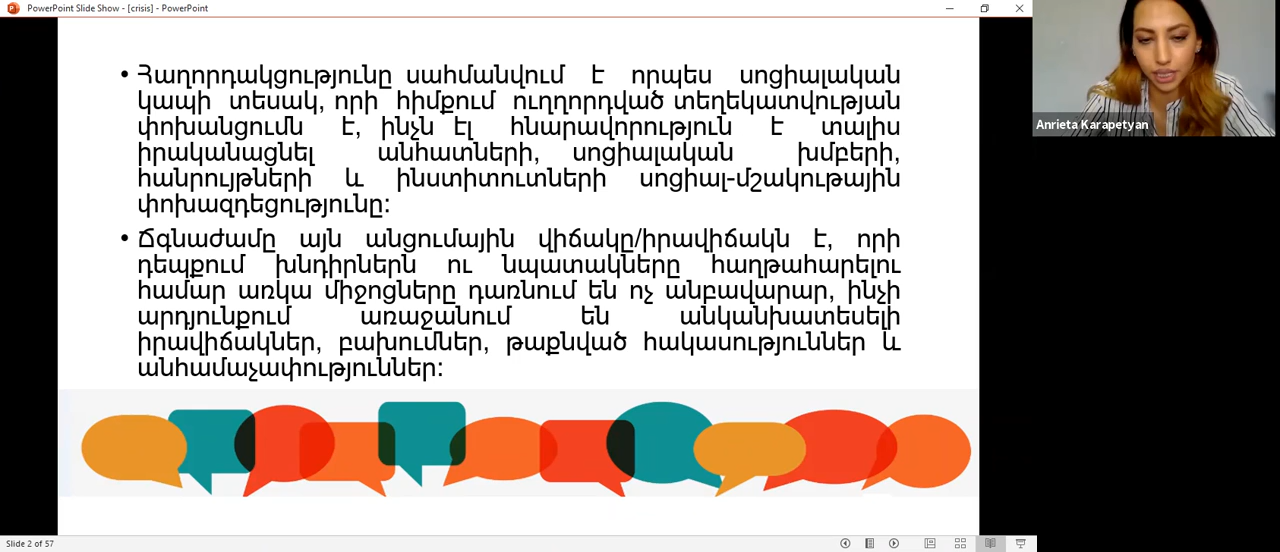 PowerPoint Slide Show - [crisis] - PowerPoint
• Հաղորդակցությունը սահմանվում է որպես սոցիալական
կապի տեսակ, որի հիմքում ուղղորդված տեղեկատվության
փոխանցումն է, ինչն էլ հնարավորություն է տալիս
իրականացնել անհատների, սոցիալական խմբերի,
հանրույթների և ինստիտուտների սոցիալ-մշակութային
փոխազդեցությունը:
• Ճգնաժամը այն անցումային վիճակը/իրավիճակն է, որի
դեպքում խնդիրներն ու նպատակները հաղթահարելու
համար առկա միջոցները դառնում են ոչ անբավարար, ինչի
արդյունքում առաջանում են անկանխատեսելի
իրավիճակներ, բախումներ, թաքնված հակասություններ և
անհամաչափություններ:
Anrieta Karapetyan
Slide 2 of 57